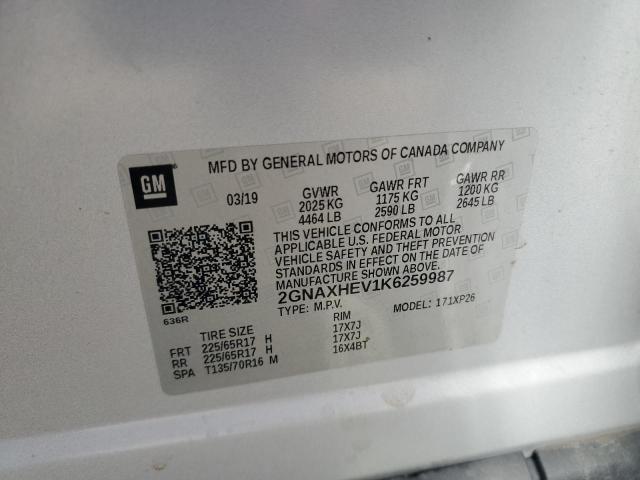 MFD BY GENERAL MOTORS OF CANADA COMPANY
GM
03/19 GVWR GAWR FRT GAWR RR
2025 KG 1175 KG 1200 KG
4464 LB 2590 LB 2645 LB
THIS VEHICLE CONFORMS TO ALL
APPLICABLE U.S. FEDERAL MOTOR
VEHICLE SAFETY AND THEFT PREVENTION
STANDARDS IN EFFECT ON THE DATE OF
MANUFACTURE SHOWN ABOVE.
2GNAXHEV1K6259987
TYPE: M.P.V. MODEL: 171XP26
636R
TIRE SIZE RIM
FRT 225/65R17 H 17X7J
RR 225/65R17 H 17X7J
SPA T135/70R16 M 16X4BT